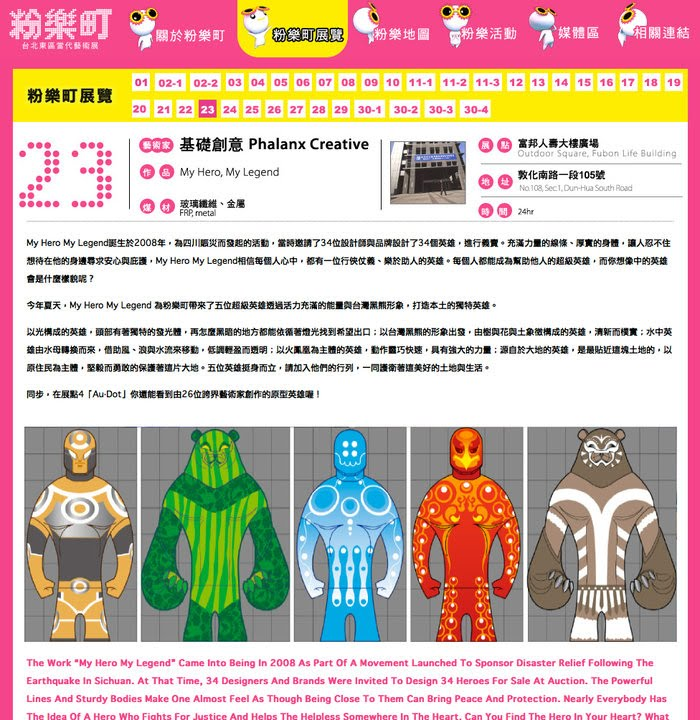 粉樂町
台北東區當代藝術展
關於粉樂町
粉樂町展覽
粉樂地圖
粉樂活動
媒體區
相關連結
粉樂町展覽
01 02-1 02-2 03 04 05 06 07 08 09 10 11-1 11-2 11-3 12 13 14 15 16 17 18 19
20 21 22 23 24 25 26 27 28 29 30-1 30-2 30-3 30-4
23
藝術家 基礎創意 Phalanx Creative
作品 My Hero, My Legend
媒材 玻璃纖維、金屬
FRP, metal
展點 富邦人壽大樓廣場
Outdoor Square, Fubon Life Building
地址 敦化南路一段105號
No.108, Sec.1, Dun-Hua South Road
時間 24hr
My Hero My Legend誕生於2008年，為四川賑災而發起的活動，當時邀請了34位設計師與品牌設計了34個英雄，進行義賣。充滿力量的線條、厚實的身體，讓人忍不住
想待在他的身邊尋求安心與庇護，My Hero My Legend相信每個人心中，都有一位行俠仗義、樂於助人的英雄。每個人都能成為幫助他人的超級英雄，而你想像中的英雄
會是什麼樣貌呢？
今年夏天，My Hero My Legend 為粉樂町帶來了五位超級英雄透過活力充滿的能量與台灣黑熊形象，打造本土的獨特英雄。
以光構成的英雄，頭部有著獨特的發光體，再怎麼黑暗的地方都能依循著燈光找到希望出口；以台灣黑熊的形象出發，由樹與花與土象徵構成的英雄，清新而樸實；水中英
雄由水母轉換而來，借助風、浪與水流來移動，低調輕盈而透明；以火鳳凰為主體的英雄，動作靈巧快速，具有強大的力量；源自於大地的英雄，是最貼近這塊土地的，以
原住民為主體，堅毅而勇敢的保護著這片大地。五位英雄挺身而立，請加入他們的行列，一同護衛著這美好的土地與生活。
同步，在展點4「Au·Dot」你還能看到由26位跨界藝術家創作的原型英雄喔！
The Work “My Hero My Legend” Came Into Being In 2008 As Part Of A Movement Launched To Sponsor Disaster Relief Following The
Earthquake In Sichuan. At That Time, 34 Designers And Brands Were Invited To Design 34 Heroes For Sale At Auction. The Powerful
Lines And Sturdy Bodies Make One Almost Feel As Though Being Close To Them Can Bring Peace And Protection. Nearly Everybody Has
The Idea Of A Hero Who Fights For Justice And Helps The Helpless Somewhere In The Heart. Can You Find The Hero In Your Heart? What